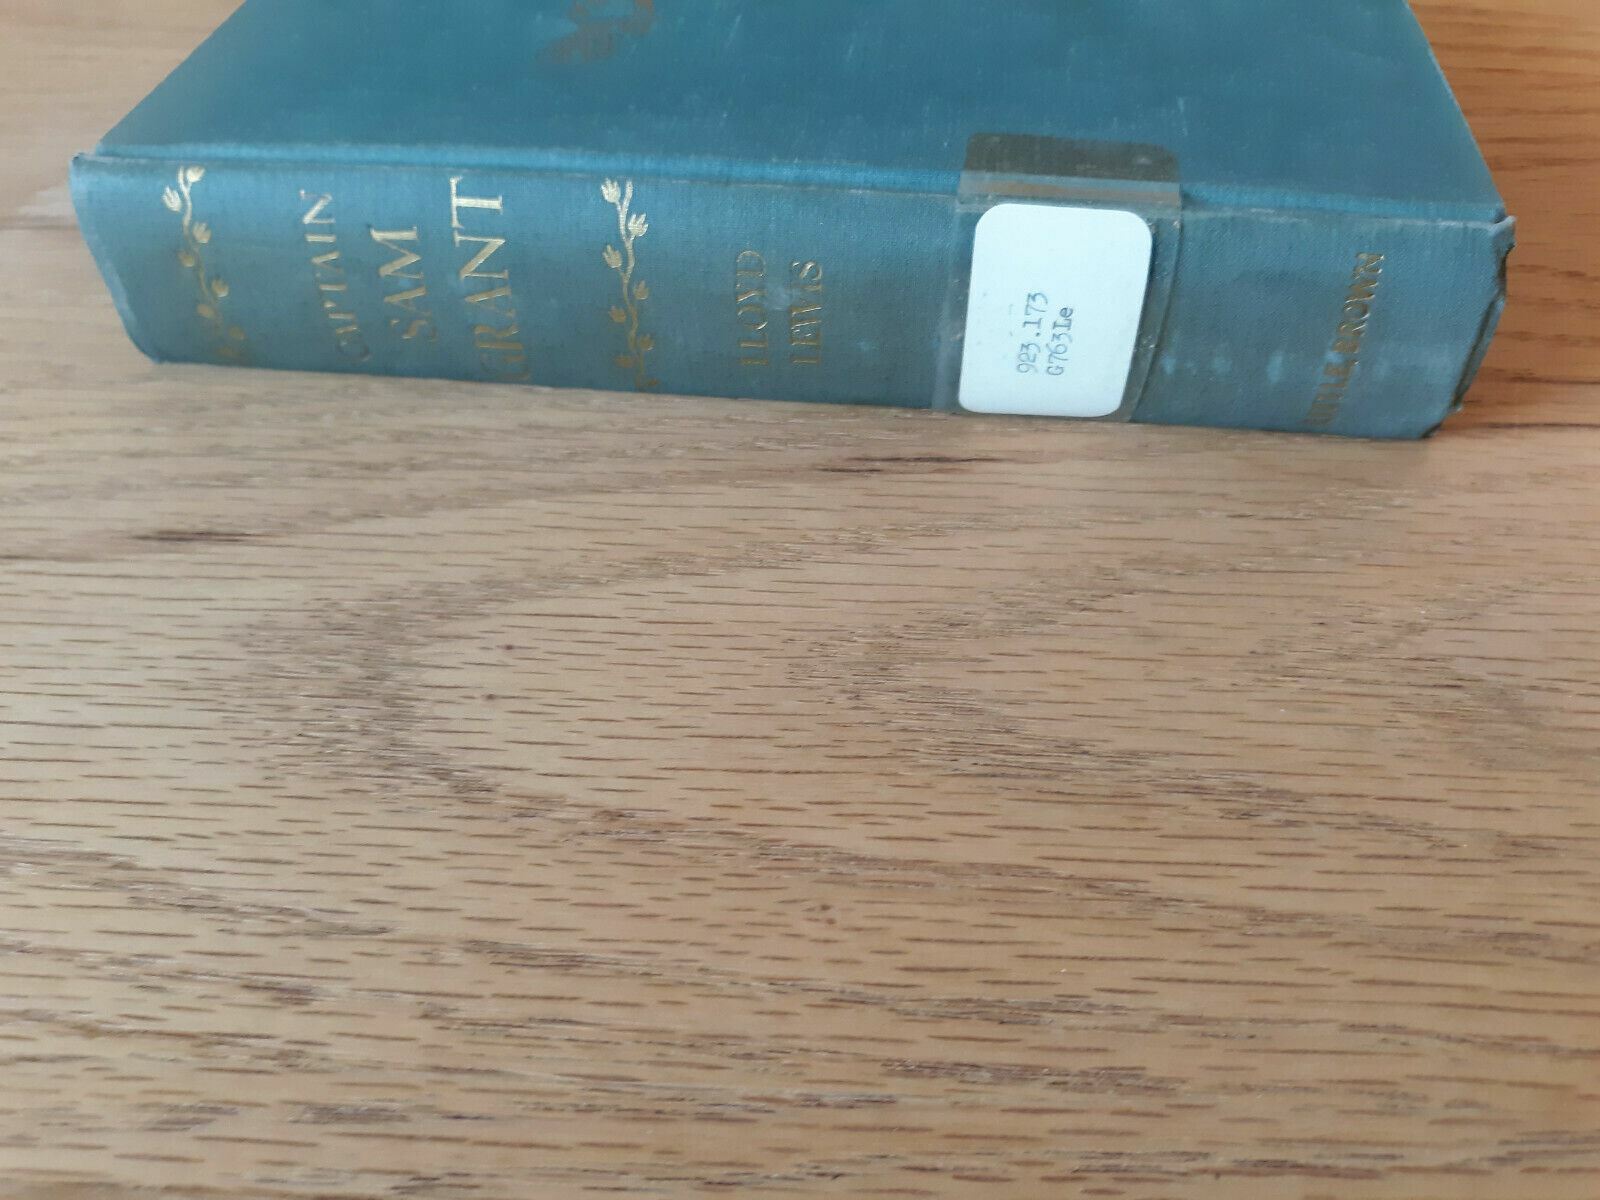 CAPTAIN
SAM
GRANT
LLOYD
LEWIS
923.173
G763Le
LITTLE, BROWN